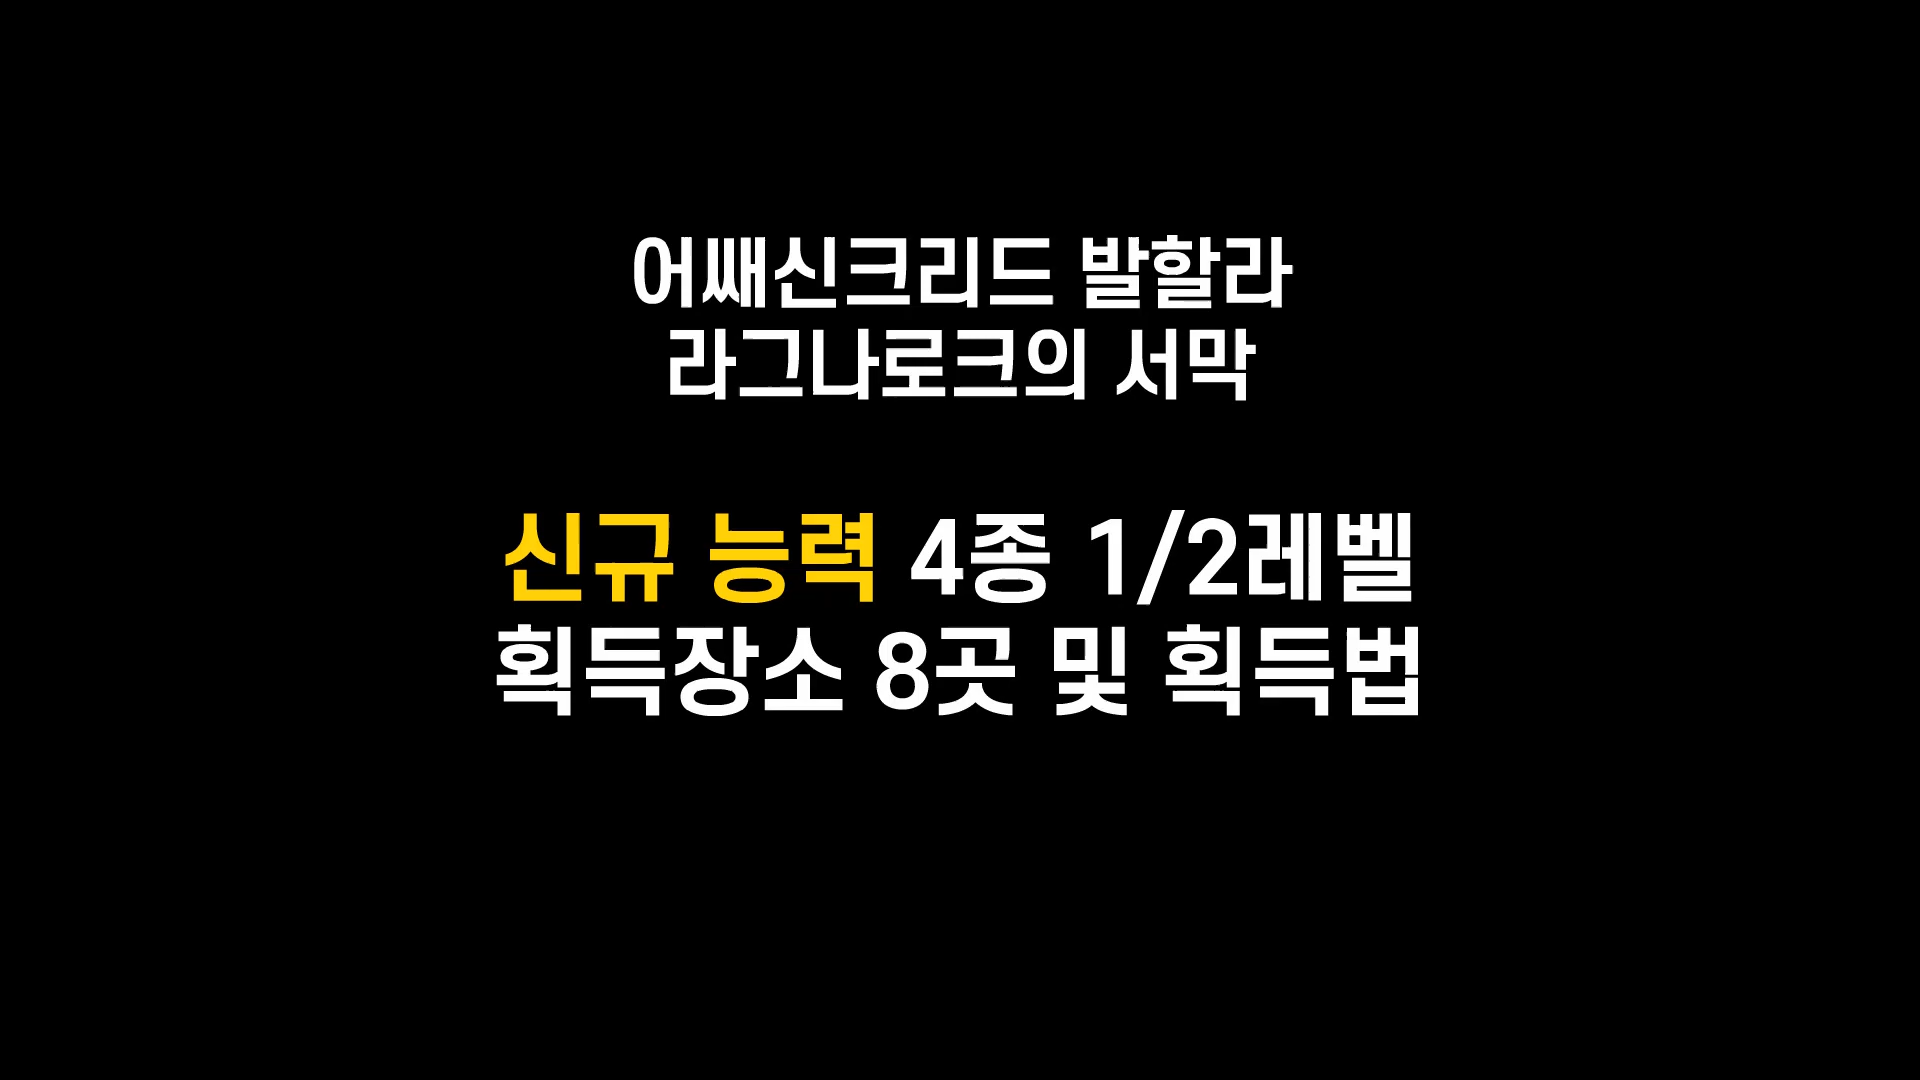 어쌔신크리드 발할라
라그나로크의 서막
신규 능력 4종 1/2레벨
획득장소 8곳 및 획득법